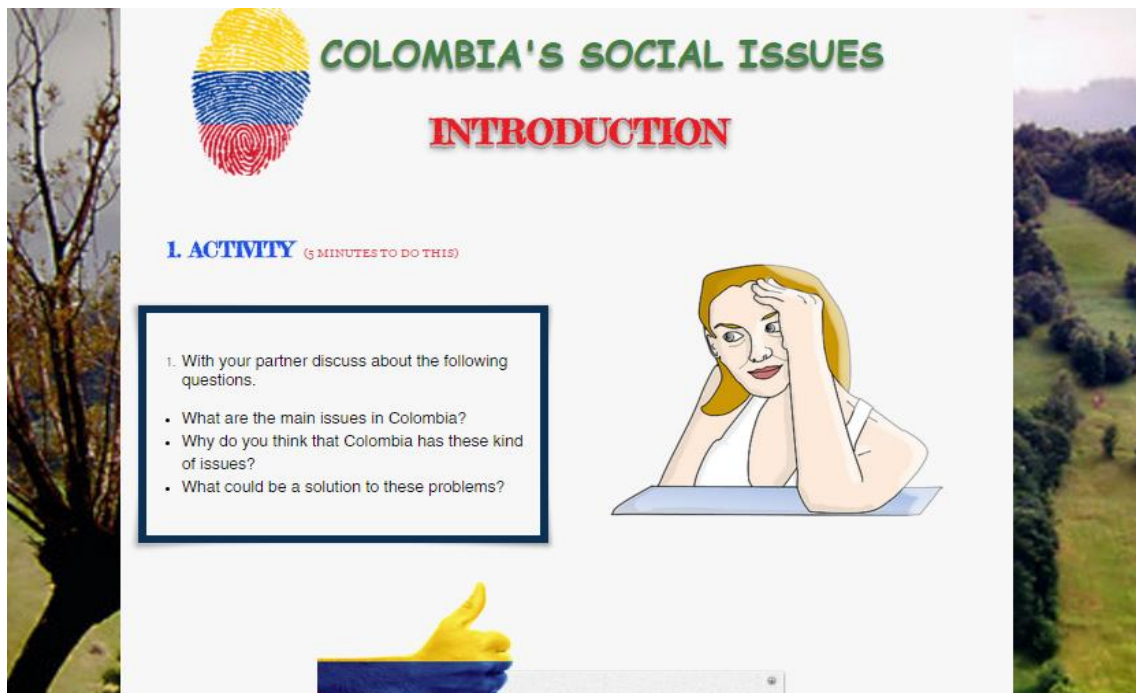 COLOMBIA'S SOCIAL ISSUES
INTRODUCTION
1. ACTIVITY (5 MINUTES TO DO THIS)
1. With your partner discuss about the following
questions.
• What are the main issues in Colombia?
• Why do you think that Colombia has these kind
of issues?
• What could be a solution to these problems?